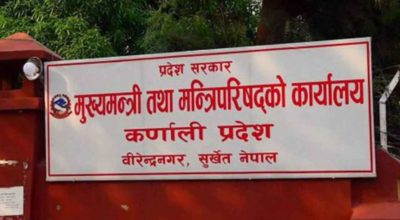 प्रदेश सरकार
मुख्यमन्त्री तथा मन्त्रिपरिषद्को कार्यालय
कर्णाली प्रदेश
वीरेन्द्रनगर, सुर्खेत नेपाल